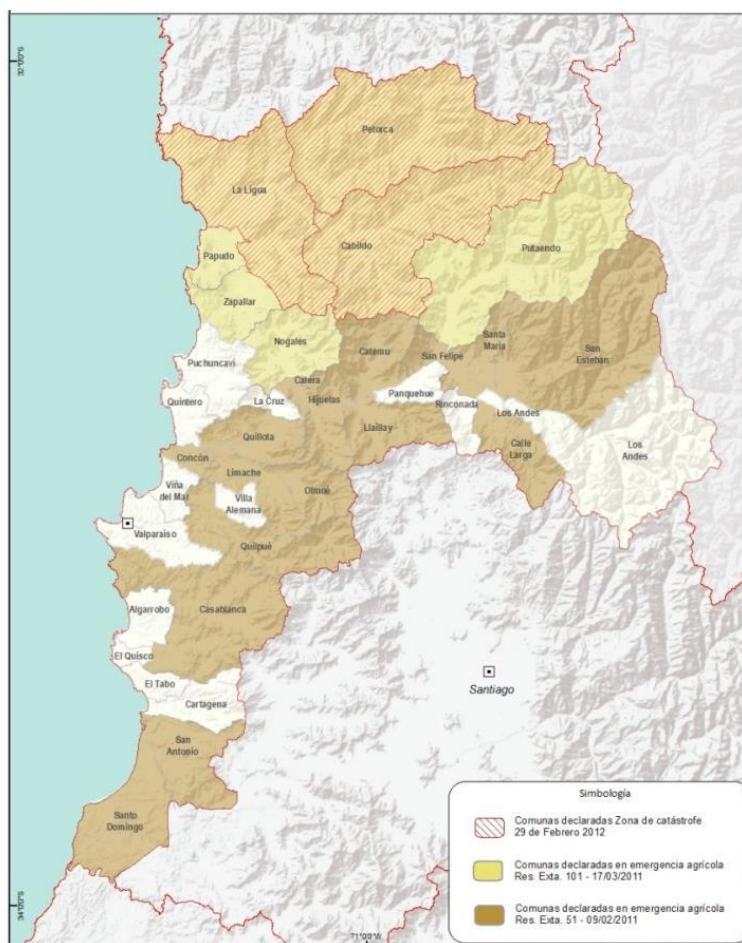 32°00'S
Petorca
La Ligua
Cabildo
Putaendo
Papudo
Zapallar
Nogales
Catemu
San Felipe
Santa
María
San
Esteban
Puchuncaví
Calera
Quintero
La Cruz
Hijuelas
Panquehue
Rinconada
Los Andes
Llaillay
Quillota
Calle
Larga
Los
Andes
Concón
Limache
Viña
del Mar
Villa
Alemana
Olmué
Valparaíso
Quilpué
Algarrobo
Casablanca
El Quisco
El Tabo
Santiago
Cartagena
San
Antonio
Santo
Domingo
Simbología
Comunas declaradas Zona de catástrofe
29 de Febrero 2012
Comunas declaradas en emergencia agrícola
Res. Exta. 101 - 17/03/2011
Comunas declaradas en emergencia agrícola
Res. Exta. 51 - 09/02/2011
34°00'S
71°00'W